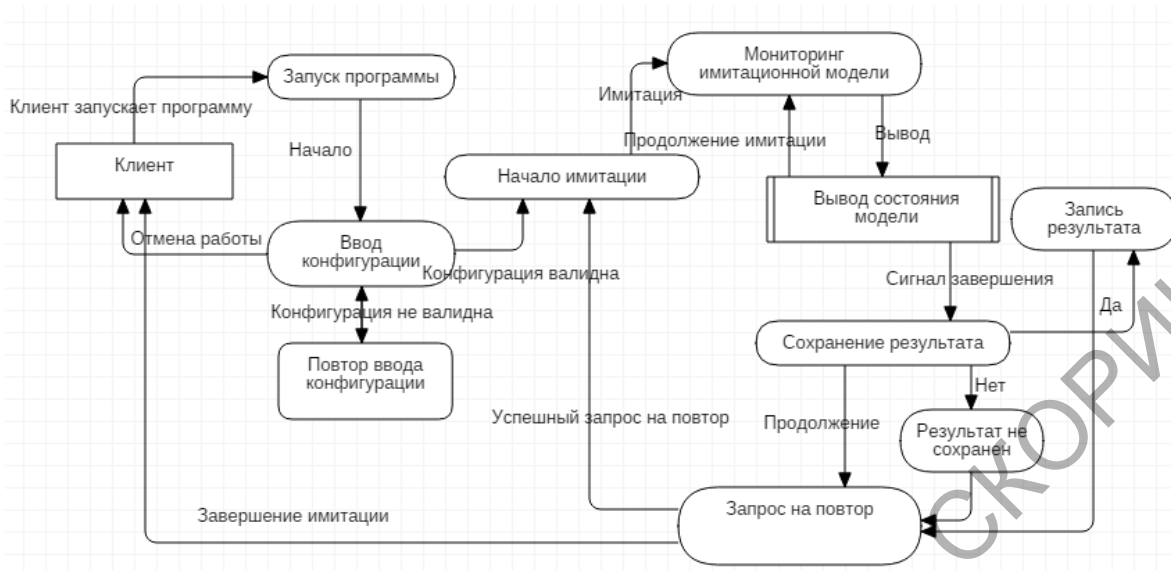 Мониторинг
имитационной модели
Запуск программы
Имитация
Клиент запускает программу
Продолжение имитации
Вывод
Начало
Клиент
Начало имитации
Вывод состояния
модели
Запись
результата
Отмена работы
Ввод
конфигурации
Конфигурация валидна
Сигнал завершения
Конфигурация не валидна
Да
Сохранение результата
Повтор ввода
конфигурации
Нет
Успешный запрос на повтор
Продолжение
Результат не
сохранен
Запрос на повтор
Завершение имитации
СКОРИН